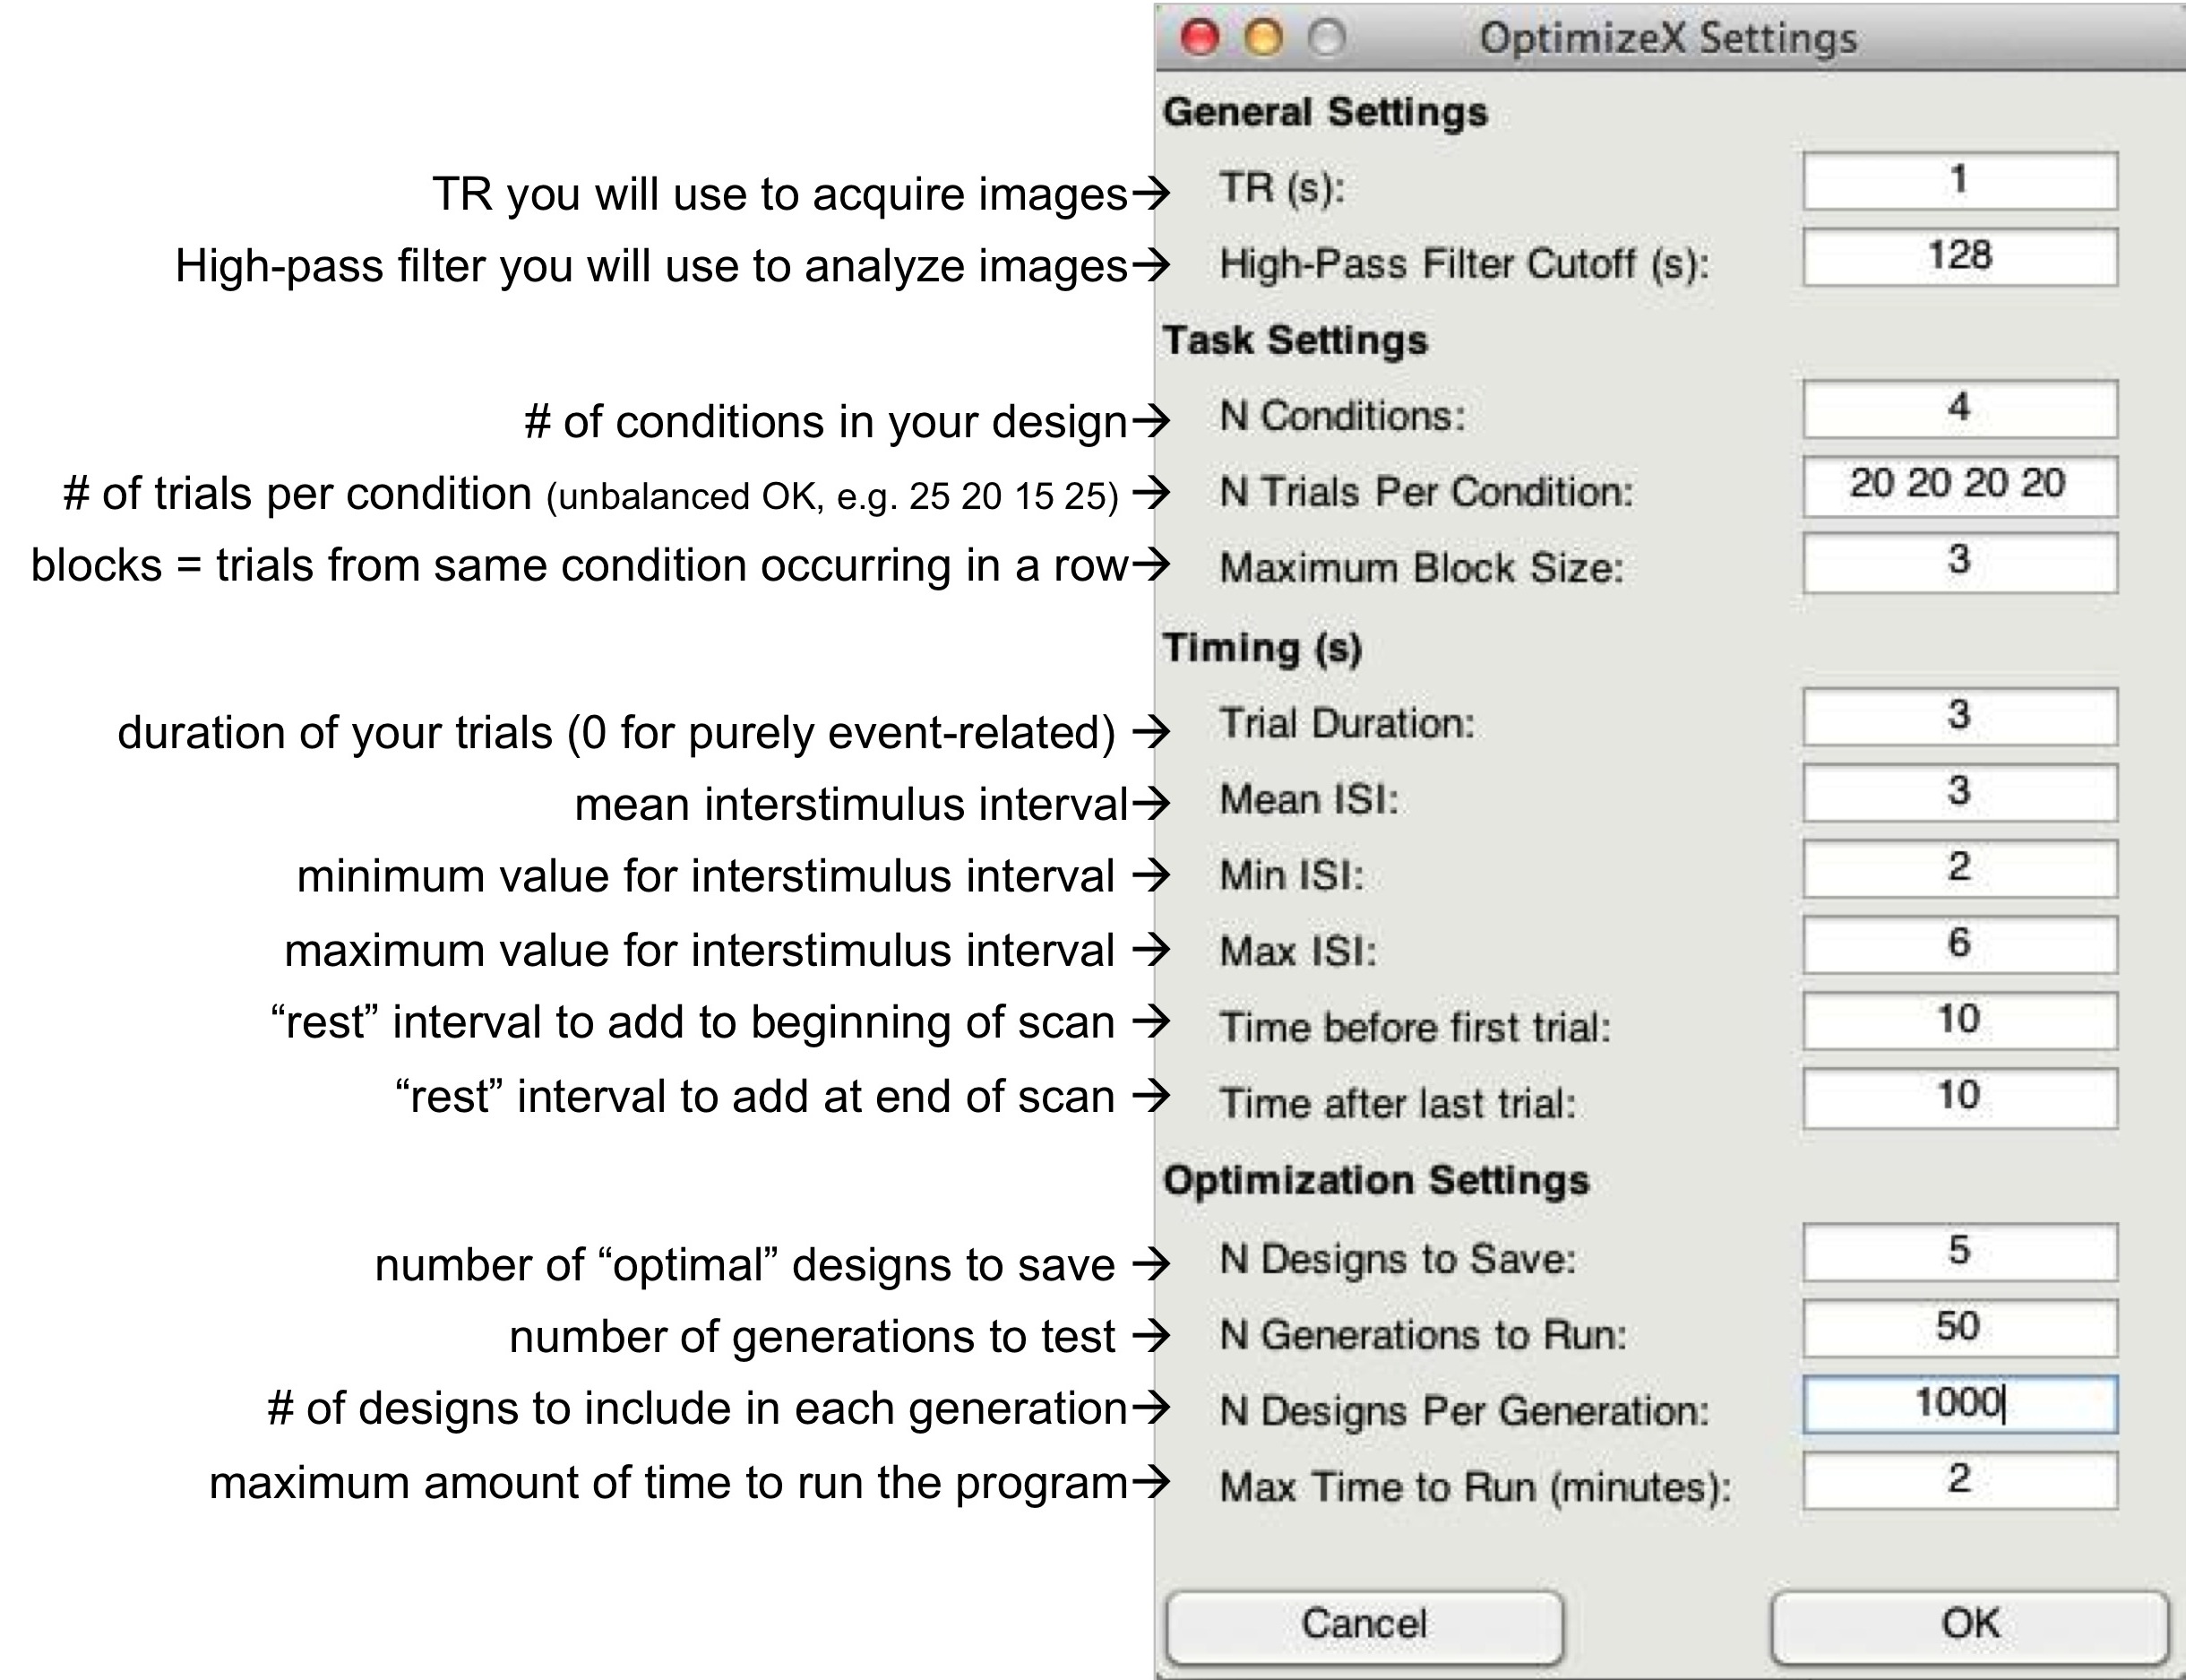 OptimizeX Settings
General Settings
TR you will use to acquire images→ TR (s): 1
High-pass filter you will use to analyze images→ High-Pass Filter Cutoff (s): 128
Task Settings
# of conditions in your design→ N Conditions: 4
# of trials per condition (unbalanced OK, e.g. 25 20 15 25) → N Trials Per Condition: 20 20 20 20
blocks = trials from same condition occurring in a row→ Maximum Block Size: 3
Timing (s)
duration of your trials (0 for purely event-related) → Trial Duration: 3
mean interstimulus interval→ Mean ISI: 3
minimum value for interstimulus interval → Min ISI: 2
maximum value for interstimulus interval → Max ISI: 6
“rest” interval to add to beginning of scan → Time before first trial: 10
“rest” interval to add at end of scan → Time after last trial: 10
Optimization Settings
number of “optimal” designs to save → N Designs to Save: 5
number of generations to test → N Generations to Run: 50
# of designs to include in each generation→ N Designs Per Generation: 1000
maximum amount of time to run the program→ Max Time to Run (minutes): 2
Cancel OK